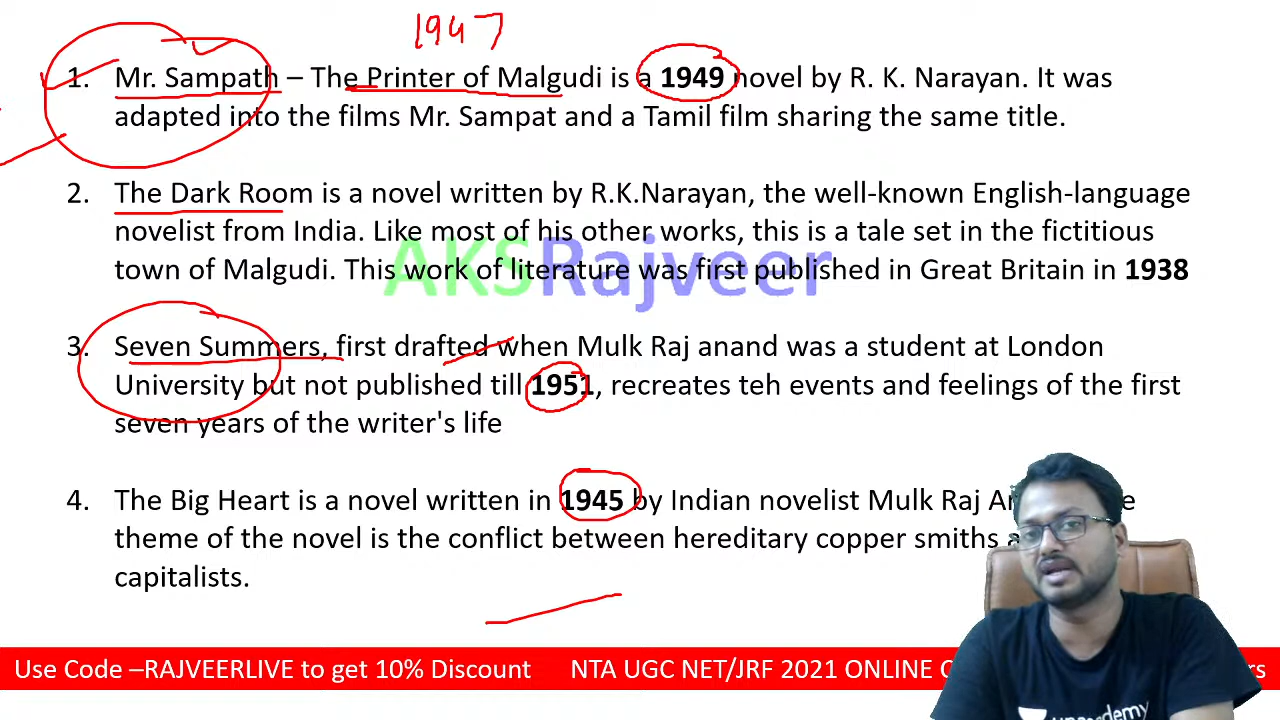 1947
1. Mr. Sampath – The Printer of Malgudi is a 1949 novel by R. K. Narayan. It was
adapted into the films Mr. Sampat and a Tamil film sharing the same title.
2. The Dark Room is a novel written by R.K.Narayan, the well-known English-language
novelist from India. Like most of his other works, this is a tale set in the fictitious
town of Malgudi. This work of literature was first published in Great Britain in 1938
AKSRajveer
3. Seven Summers, first drafted when Mulk Raj anand was a student at London
University but not published till 1951, recreates teh events and feelings of the first
seven years of the writer's life
4. The Big Heart is a novel written in 1945 by Indian novelist Mulk Raj
theme of the novel is the conflict between hereditary copper smiths
capitalists.
Use Code –RAJVEERLIVE to get 10% Discount NTA UGC NET/JRF 2021 ONLINE